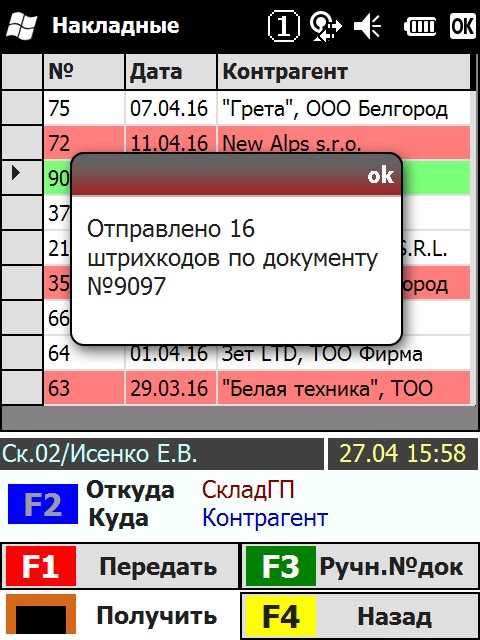 Накладные 1 OK
№ Дата Контрагент
75 07.04.16 "Грета", ООО Белгород
72 11.04.16 New Alps s.r.o.
90
37
21 S.R.L.
35 ород
66
64 01.04.16 Зет LTD, ТОО Фирма
63 29.03.16 "Белая техника", ТОО
ok
Отправлено 16
штрихкодов по документу
№9097
Ск.02/Исенко Е.В. 27.04 15:58
F2 Откуда СкладГП
Куда Контрагент
F1 Передать F3 Ручн.№док
Получить F4 Назад